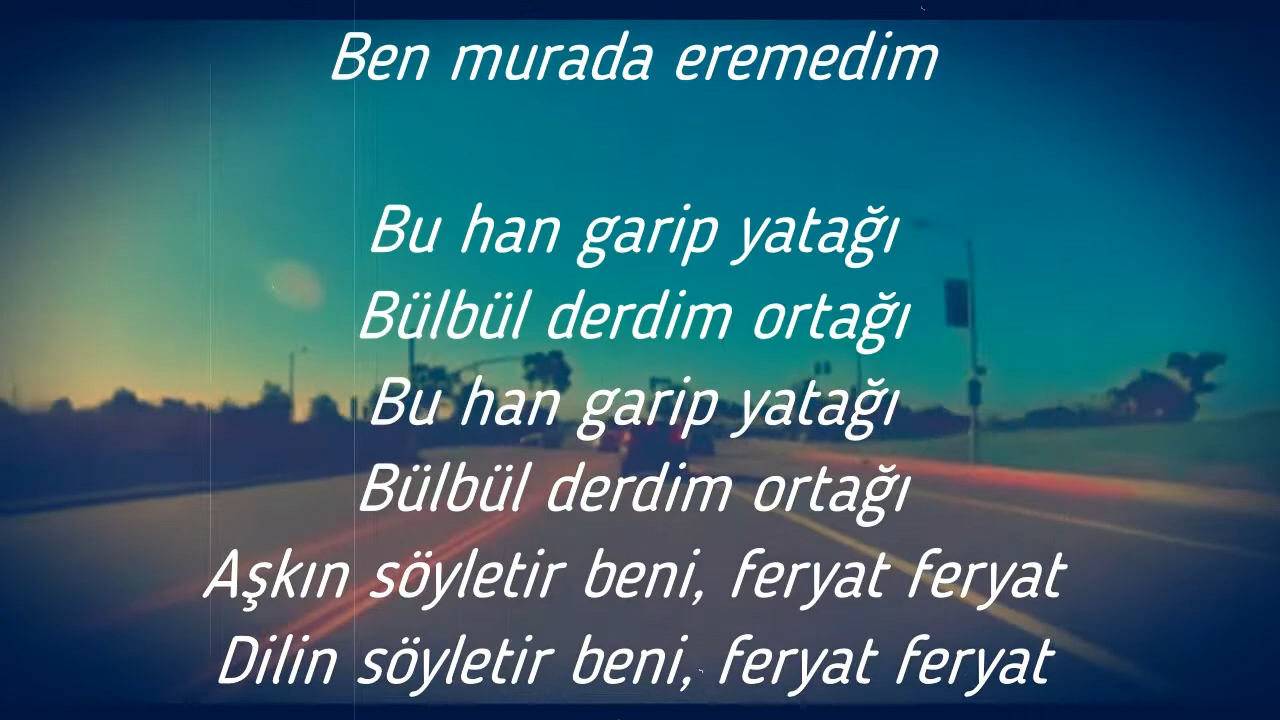 Ben murada eremedim
Bu han garip yatağı
Bülbül derdim ortağı
Bu han garip yatağı
Bülbül derdim ortağı
Aşkın söyletir beni, feryat feryat
Dilin söyletir beni, feryat feryat